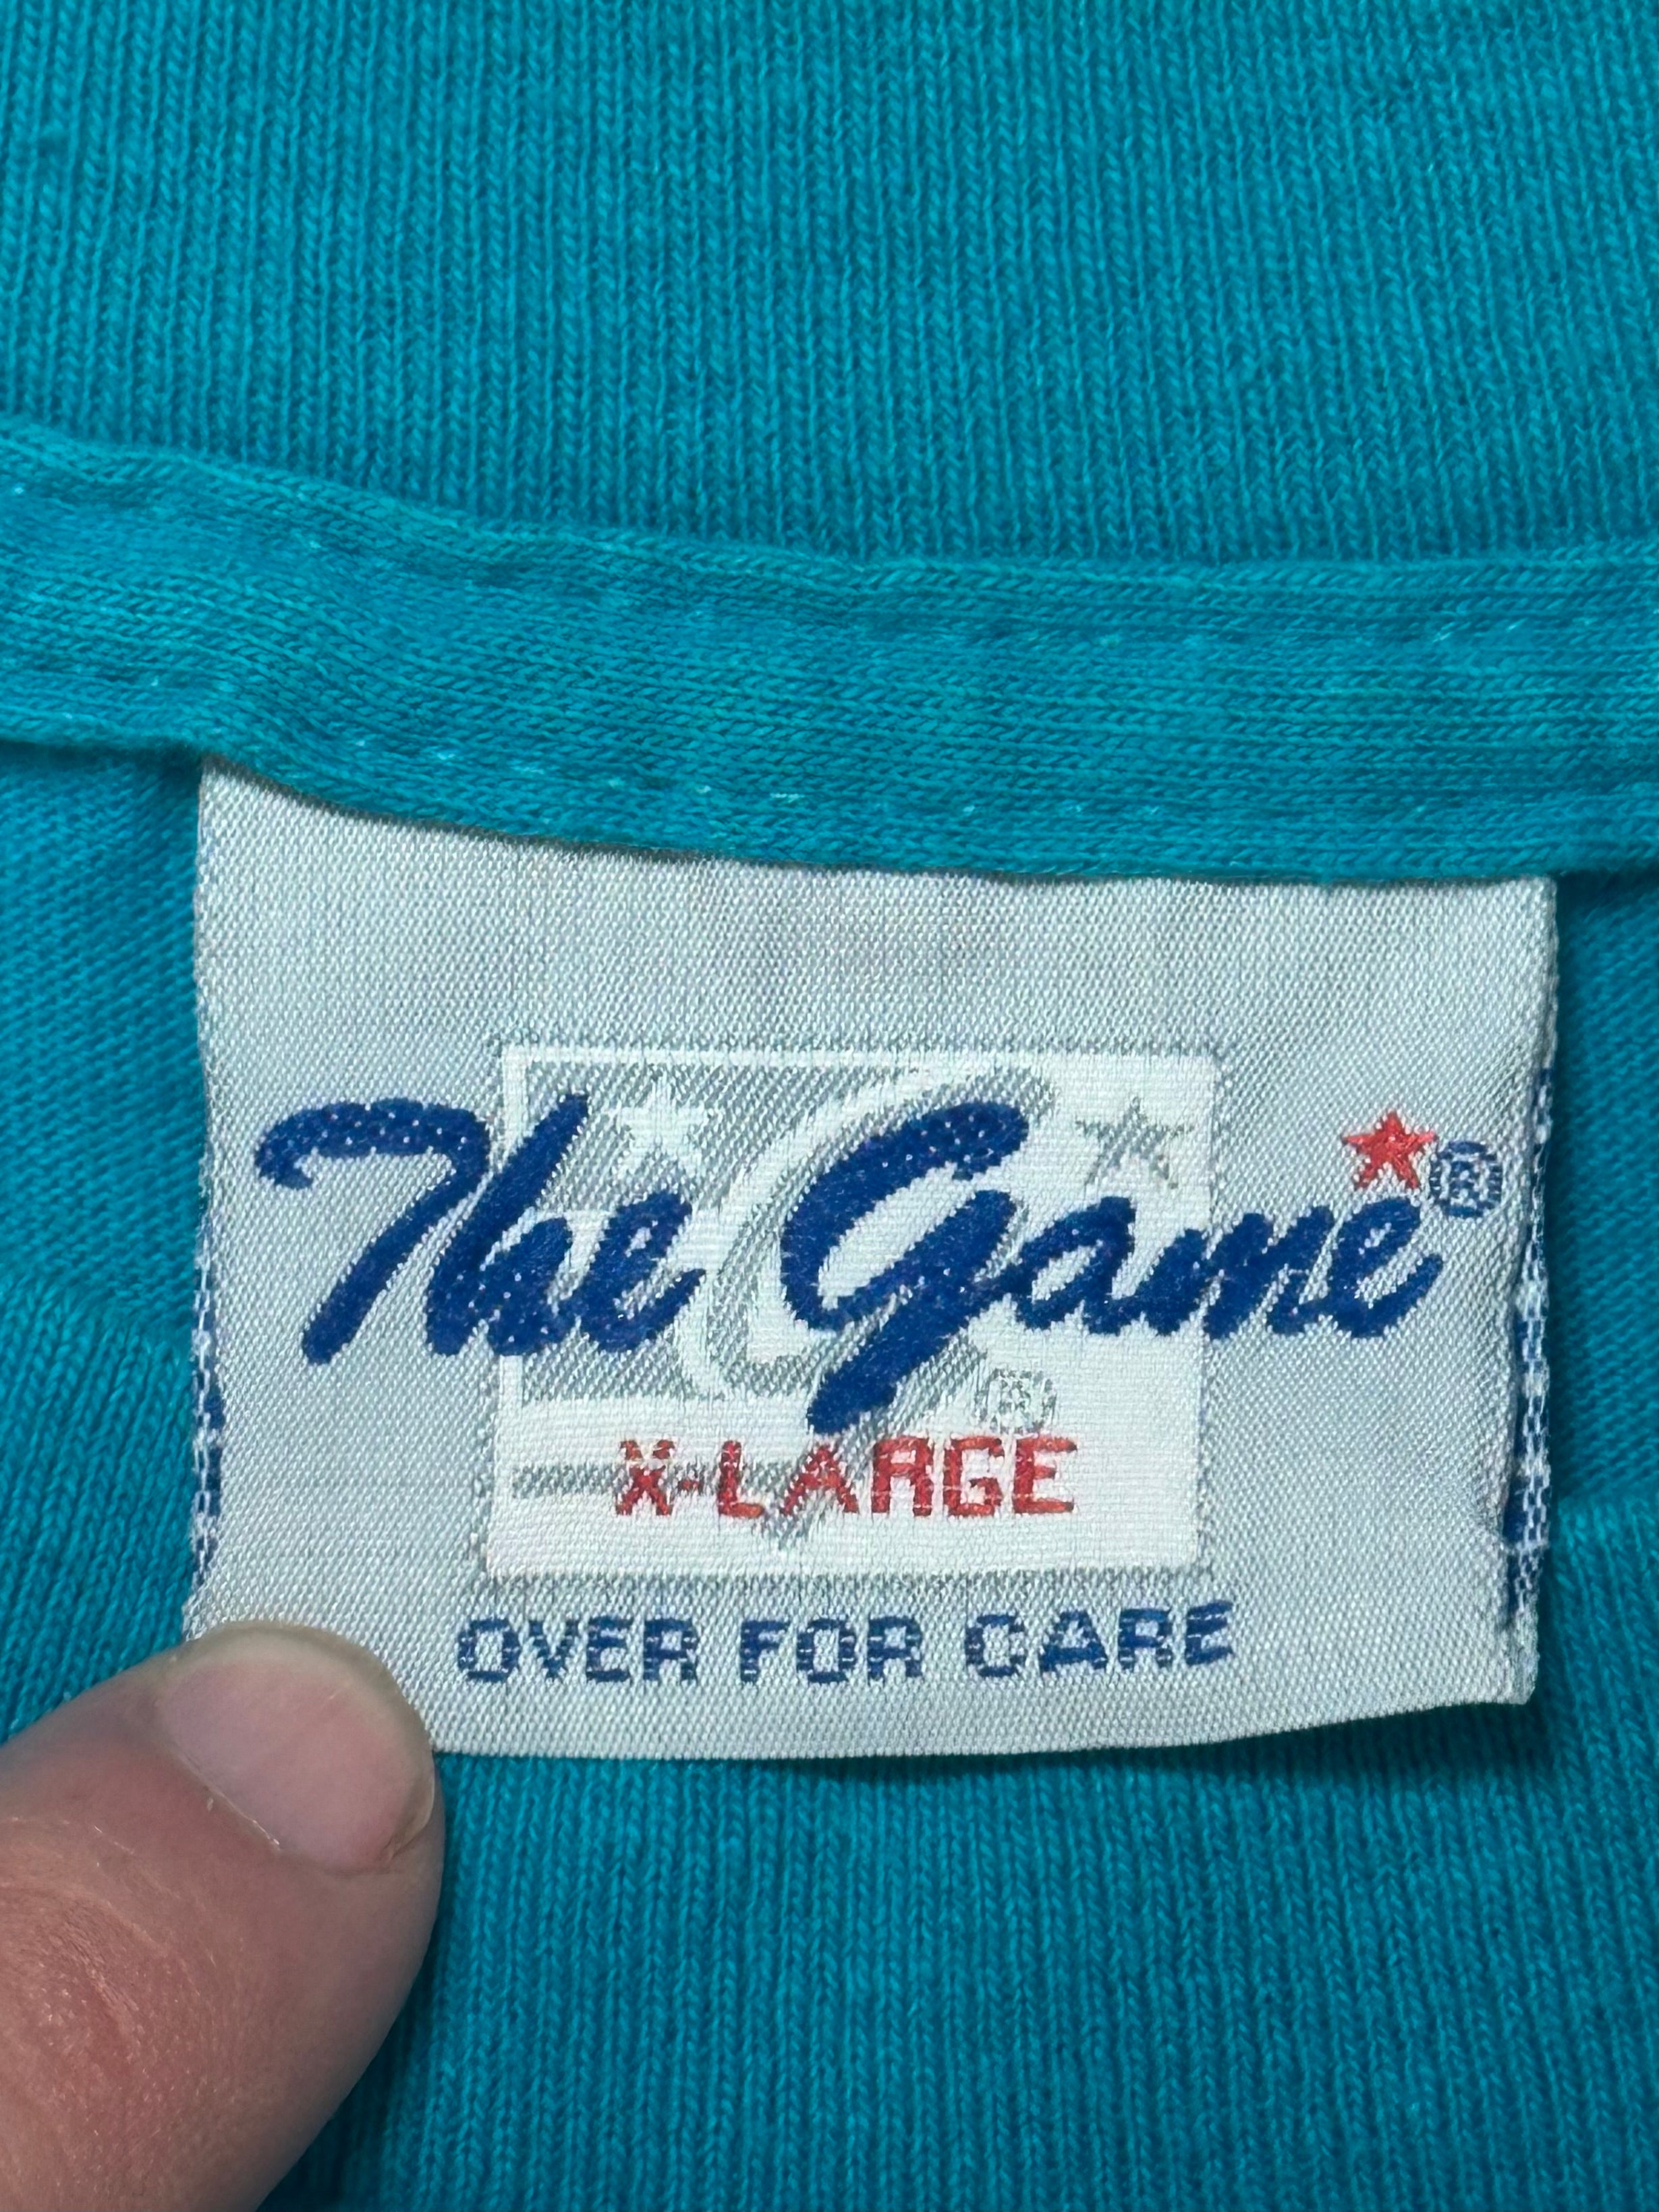 The Game®
®
X-LARGE
OVER FOR CARE